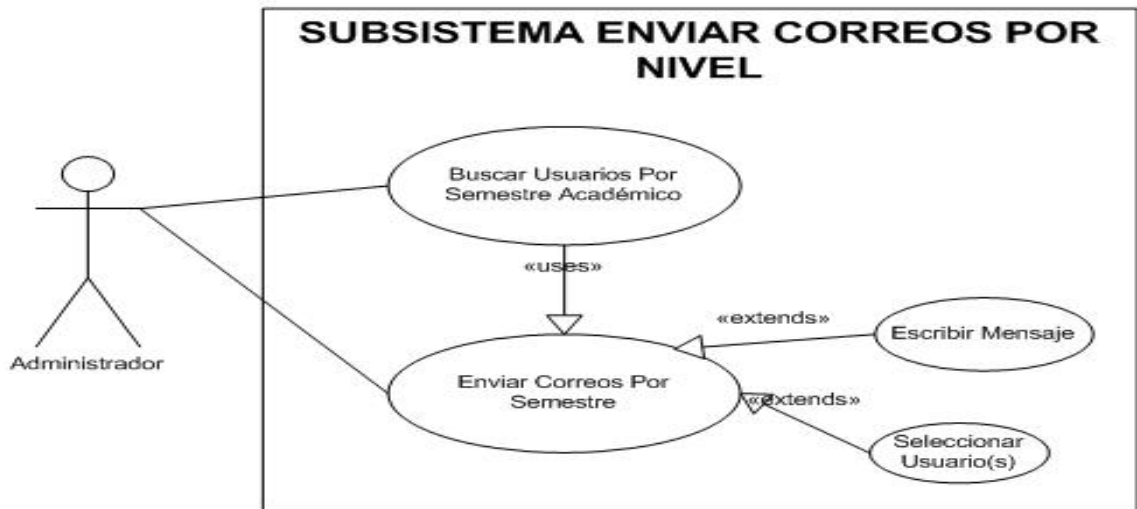 SUBSISTEMA ENVIAR CORREOS POR
NIVEL
Buscar Usuarios Por
Semestre Académico
«uses»
Administrador
«extends»
Escribir Mensaje
Enviar Correos Por
Semestre
«extends»
Seleccionar
Usuario(s)